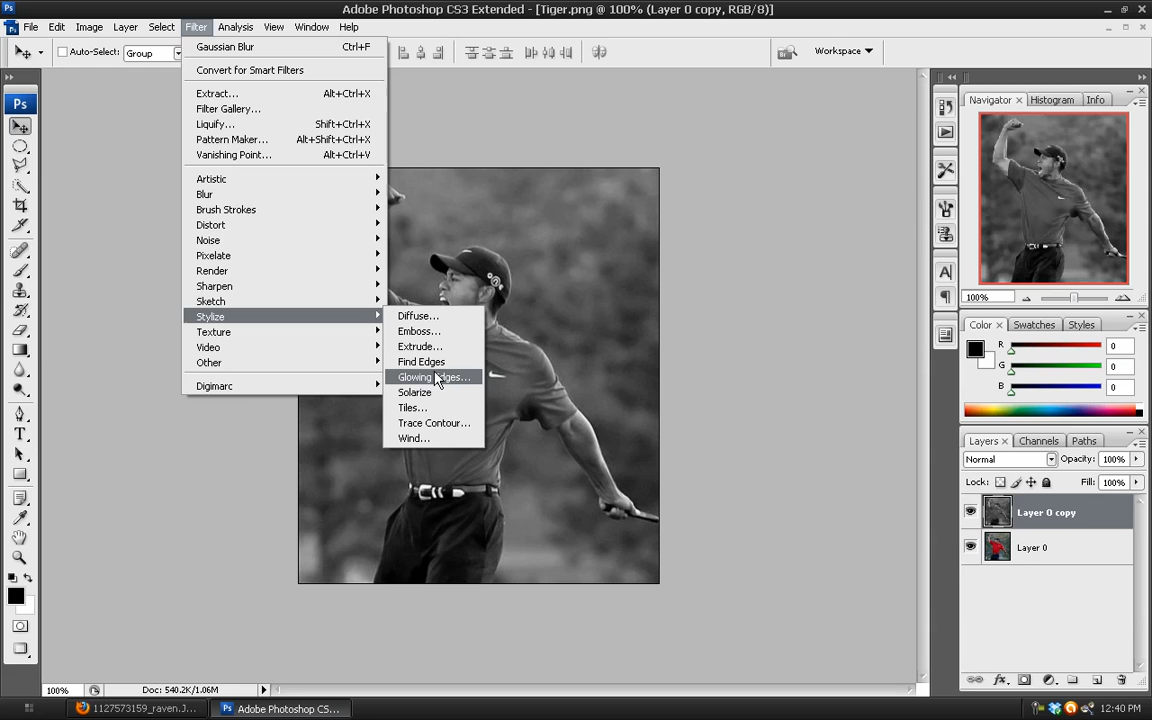 Adobe Photoshop CS3 Extended - [Tiger.png @ 100% (Layer 0 copy, RGB/8)]
File Edit Image Layer Select Filter Analysis View Window Help
Auto-Select: Group
Workspace
Gaussian Blur Ctrl+F
Convert for Smart Filters
Extract... Alt+Ctrl+X
Filter Gallery...
Liquify... Shift+Ctrl+X
Pattern Maker... Alt+Shift+Ctrl+X
Vanishing Point... Alt+Ctrl+V
Artistic
Blur
Brush Strokes
Distort
Noise
Pixelate
Render
Sharpen
Sketch
Stylize
Texture
Video
Other
Digimarc
Diffuse...
Emboss...
Extrude...
Find Edges
Glowing Edges...
Solarize
Tiles...
Trace Contour...
Wind...
Ps
Navigator × Histogram Info
100%
Color × Swatches Styles
R 0
G 0
B 0
Layers × Channels Paths
Normal Opacity: 100%
Lock: Fill: 100%
Layer 0 copy
Layer 0
100% Doc: 540.2K/1.06M
1127573159_raven.J... Adobe Photoshop CS... 12:40 PM